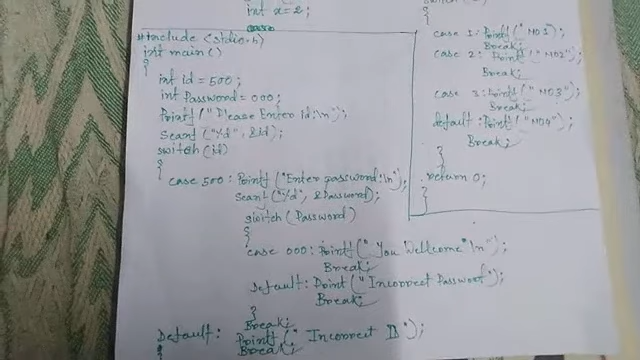 int x=2;
#include <stdio.h)
int main()
{
int id = 500;
int Password = 000;
Printf("Please Enter id:\n");
Scanf("%d", &id);
switch(id)
{
case 500: Printf("Enter password:\n");
Scanf("%d", &Password);
switch(Password)
{
case 000: Printf("You Wellcome"\n");
Break;
Default: Print("Incorrect Password");
Break;
}
Break;
Default: Printf("Incorrect ID");
Break;
}
{
case 1: Printf("NO1");
Break;
case 2: Printf("NO2");
Break;
case 3: Printf("NO3");
Break;
default: Printf("NO4");
Break;
}
return 0;
}